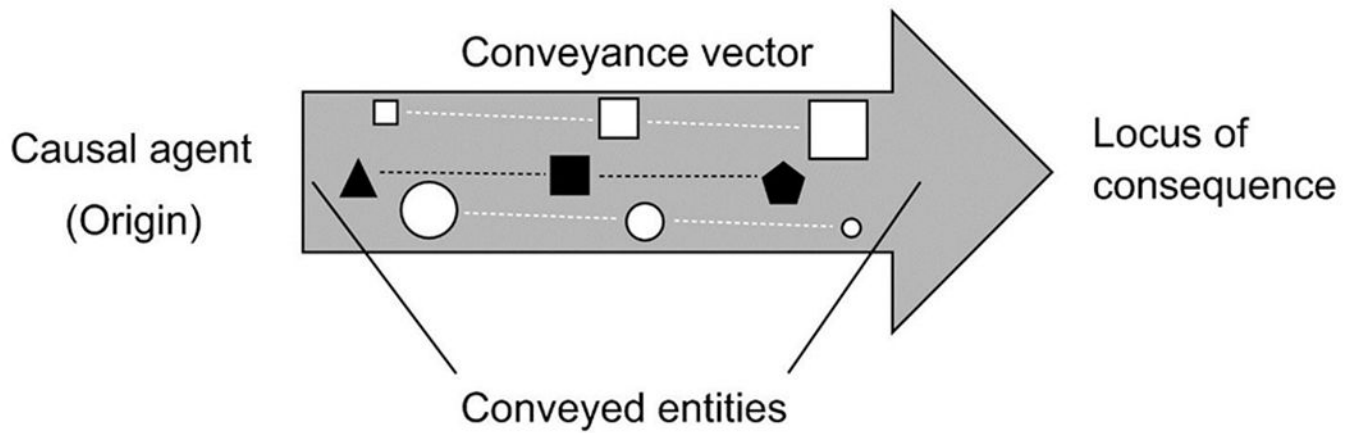 Conveyance vector
Causal agent
(Origin)
Locus of
consequence
Conveyed entities